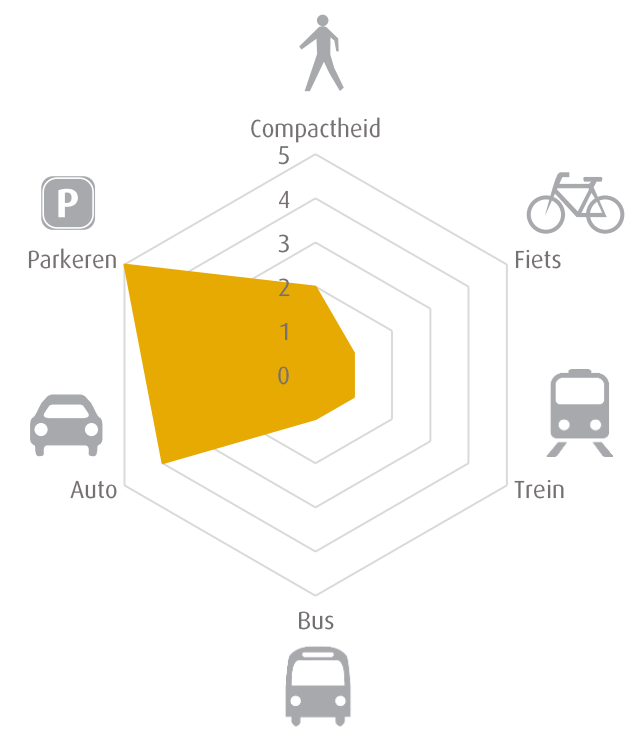 Compactheid
5
P
4
3
Parkeren
Fiets
2
1
0
Auto
Trein
Bus